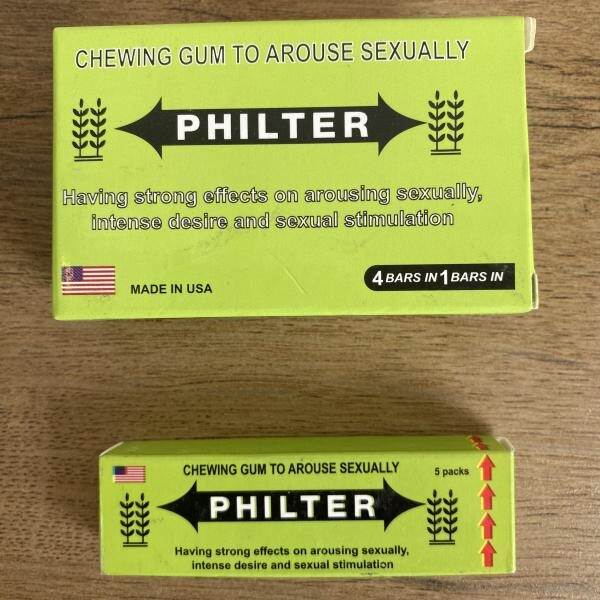 CHEWING GUM TO AROUSE SEXUALLY
PHILTER
Having strong effects on arousing sexually,
intense desire and sexual stimulation
MADE IN USA
4 BARS IN 1 BARS IN
CHEWING GUM TO AROUSE SEXUALLY
5 packs
PHILTER
Having strong effects on arousing sexually,
intense desire and sexual stimulation